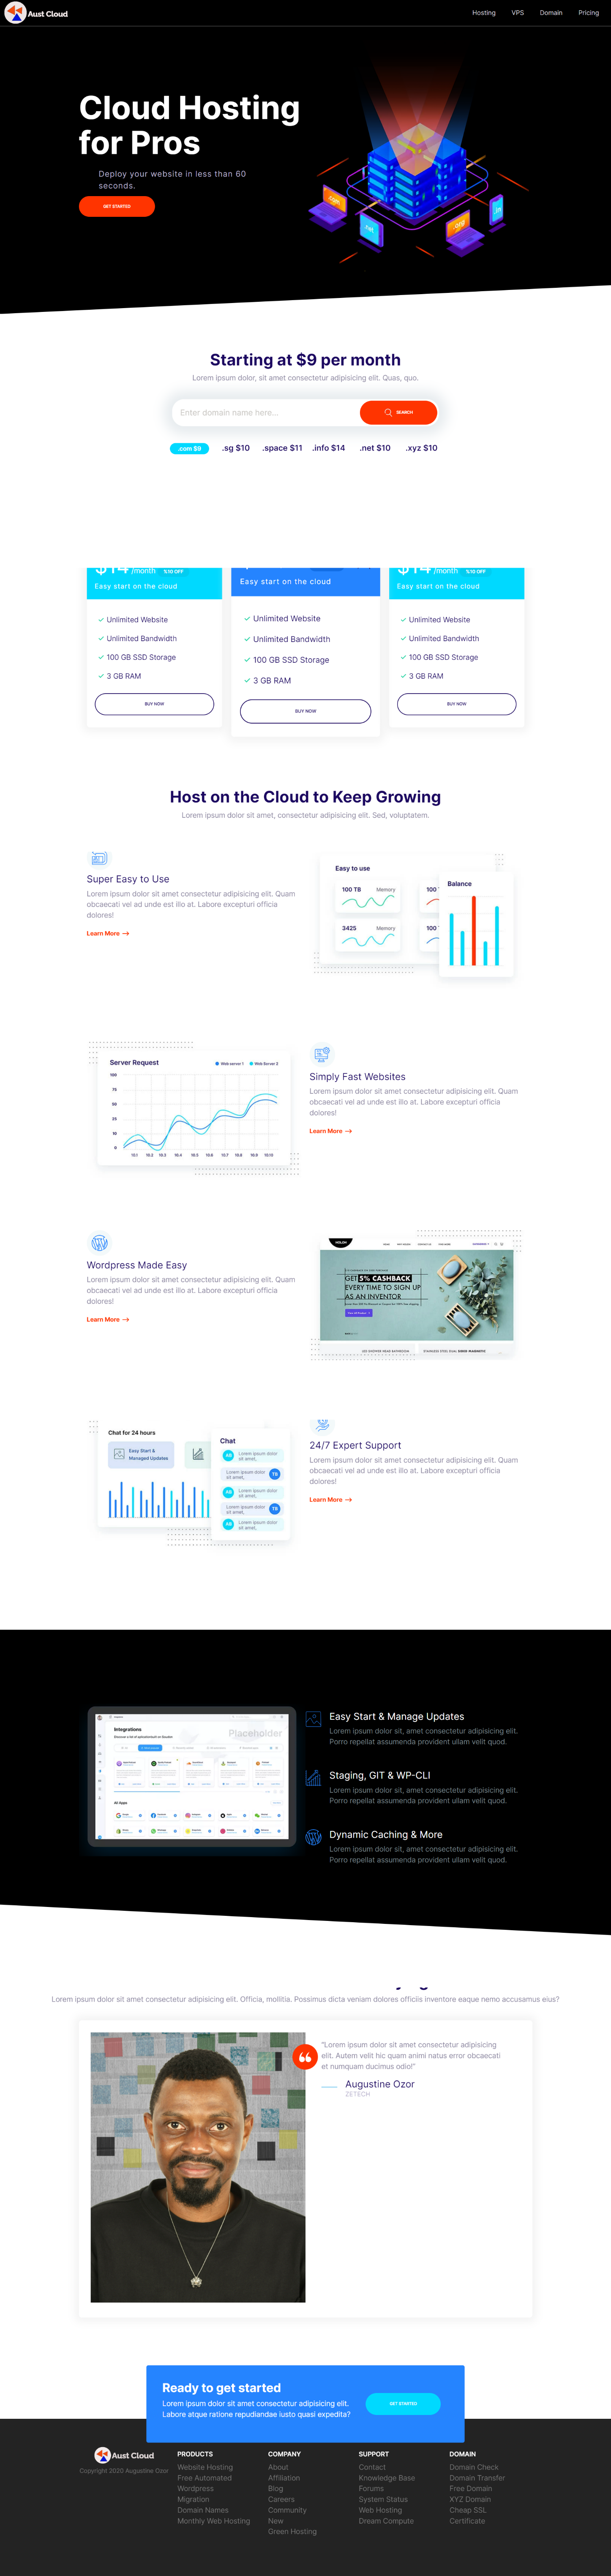 Aust Cloud
Hosting VPS Domain Pricing
Cloud Hosting
for Pros
Deploy your website in less than 60
seconds.
GET STARTED
.com
.net
.org
Starting at $9 per month
Lorem ipsum dolor, sit amet consectetur adipisicing elit. Quas, quo.
Enter domain name here...
SEARCH
.com $9 .sg $10 .space $11 .info $14 .net $10 .xyz $10
$14 /month %10 OFF
Easy start on the cloud
Unlimited Website
Unlimited Bandwidth
100 GB SSD Storage
3 GB RAM
BUY NOW
Easy start on the cloud
Unlimited Website
Unlimited Bandwidth
100 GB SSD Storage
3 GB RAM
BUY NOW
$14 /month %10 OFF
Easy start on the cloud
Unlimited Website
Unlimited Bandwidth
100 GB SSD Storage
3 GB RAM
BUY NOW
Host on the Cloud to Keep Growing
Lorem ipsum dolor sit amet, consectetur adipisicing elit. Sed, voluptatem.
Super Easy to Use
Lorem ipsum dolor sit amet consectetur adipisicing elit. Quam
obcaecati vel ad unde est illo at. Labore excepturi officia
dolores!
Learn More →
Easy to use
100 TB Memory
100
3425 Memory
100
Balance
Server Request
Web server 1 Web Server 2
100
75
50
25
10
0
10.1 10.2 10.3 10.4 10.5 10.6 10.7 10.8 10.9 10.10
Simply Fast Websites
Lorem ipsum dolor sit amet consectetur adipisicing elit. Quam
obcaecati vel ad unde est illo at. Labore excepturi officia
dolores!
Learn More →
Wordpress Made Easy
Lorem ipsum dolor sit amet consectetur adipisicing elit. Quam
obcaecati vel ad unde est illo at. Labore excepturi officia
dolores!
Learn More →
GET 5% CASHBACK
EVERY TIME TO SIGN UP
AS AN INVENTOR
Chat for 24 hours
Easy Start &
Managed Updates
Chat
AB Lorem ipsum dolor
sit amet,
Lorem ipsum dolor
sit amet, TB
AB Lorem ipsum dolor
sit amet,
Lorem ipsum dolor
sit amet, TB
AB Lorem ipsum dolor
sit amet,
24/7 Expert Support
Lorem ipsum dolor sit amet consectetur adipisicing elit. Quam
obcaecati vel ad unde est illo at. Labore excepturi officia
dolores!
Learn More →
Integrations
Placeholder
All Apps
Easy Start & Manage Updates
Lorem ipsum dolor sit, amet consectetur adipisicing elit.
Porro repellat assumenda provident ullam velit quod.
Staging, GIT & WP-CLI
Lorem ipsum dolor sit, amet consectetur adipisicing elit.
Porro repellat assumenda provident ullam velit quod.
Dynamic Caching & More
Lorem ipsum dolor sit, amet consectetur adipisicing elit.
Porro repellat assumenda provident ullam velit quod.
Lorem ipsum dolor sit amet consectetur adipisicing elit. Officia, mollitia. Possimus dicta veniam dolores officiis inventore eaque nemo accusamus eius?
"Lorem ipsum dolor sit amet consectetur adipisicing
elit. Autem velit hic quam animi natus error obcaecati
et numquam ducimus odio!"
Augustine Ozor
ZETECH
Ready to get started
Lorem ipsum dolor sit amet consectetur adipisicing elit.
Labore atque ratione repudiandae iusto quasi expedita?
GET STARTED
Aust Cloud
Copyright 2020 Augustine Ozor
PRODUCTS
Website Hosting
Free Automated
Wordpress
Migration
Domain Names
Monthly Web Hosting
COMPANY
About
Affiliation
Blog
Careers
Community
New
Green Hosting
SUPPORT
Contact
Knowledge Base
Forums
System Status
Web Hosting
Dream Compute
DOMAIN
Domain Check
Domain Transfer
Free Domain
XYZ Domain
Cheap SSL
Certificate